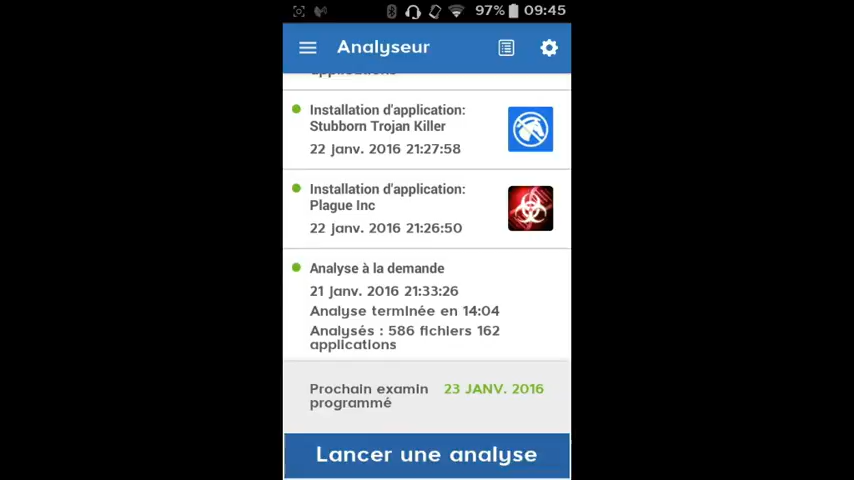 97% 09:45
Analyseur
applications
Installation d'application:
Stubborn Trojan Killer
22 janv. 2016 21:27:58
Installation d'application:
Plague Inc
22 janv. 2016 21:26:50
Analyse à la demande
21 janv. 2016 21:33:26
Analyse terminée en 14:04
Analysés : 586 fichiers 162
applications
Prochain examin 23 JANV. 2016
programmé
Lancer une analyse